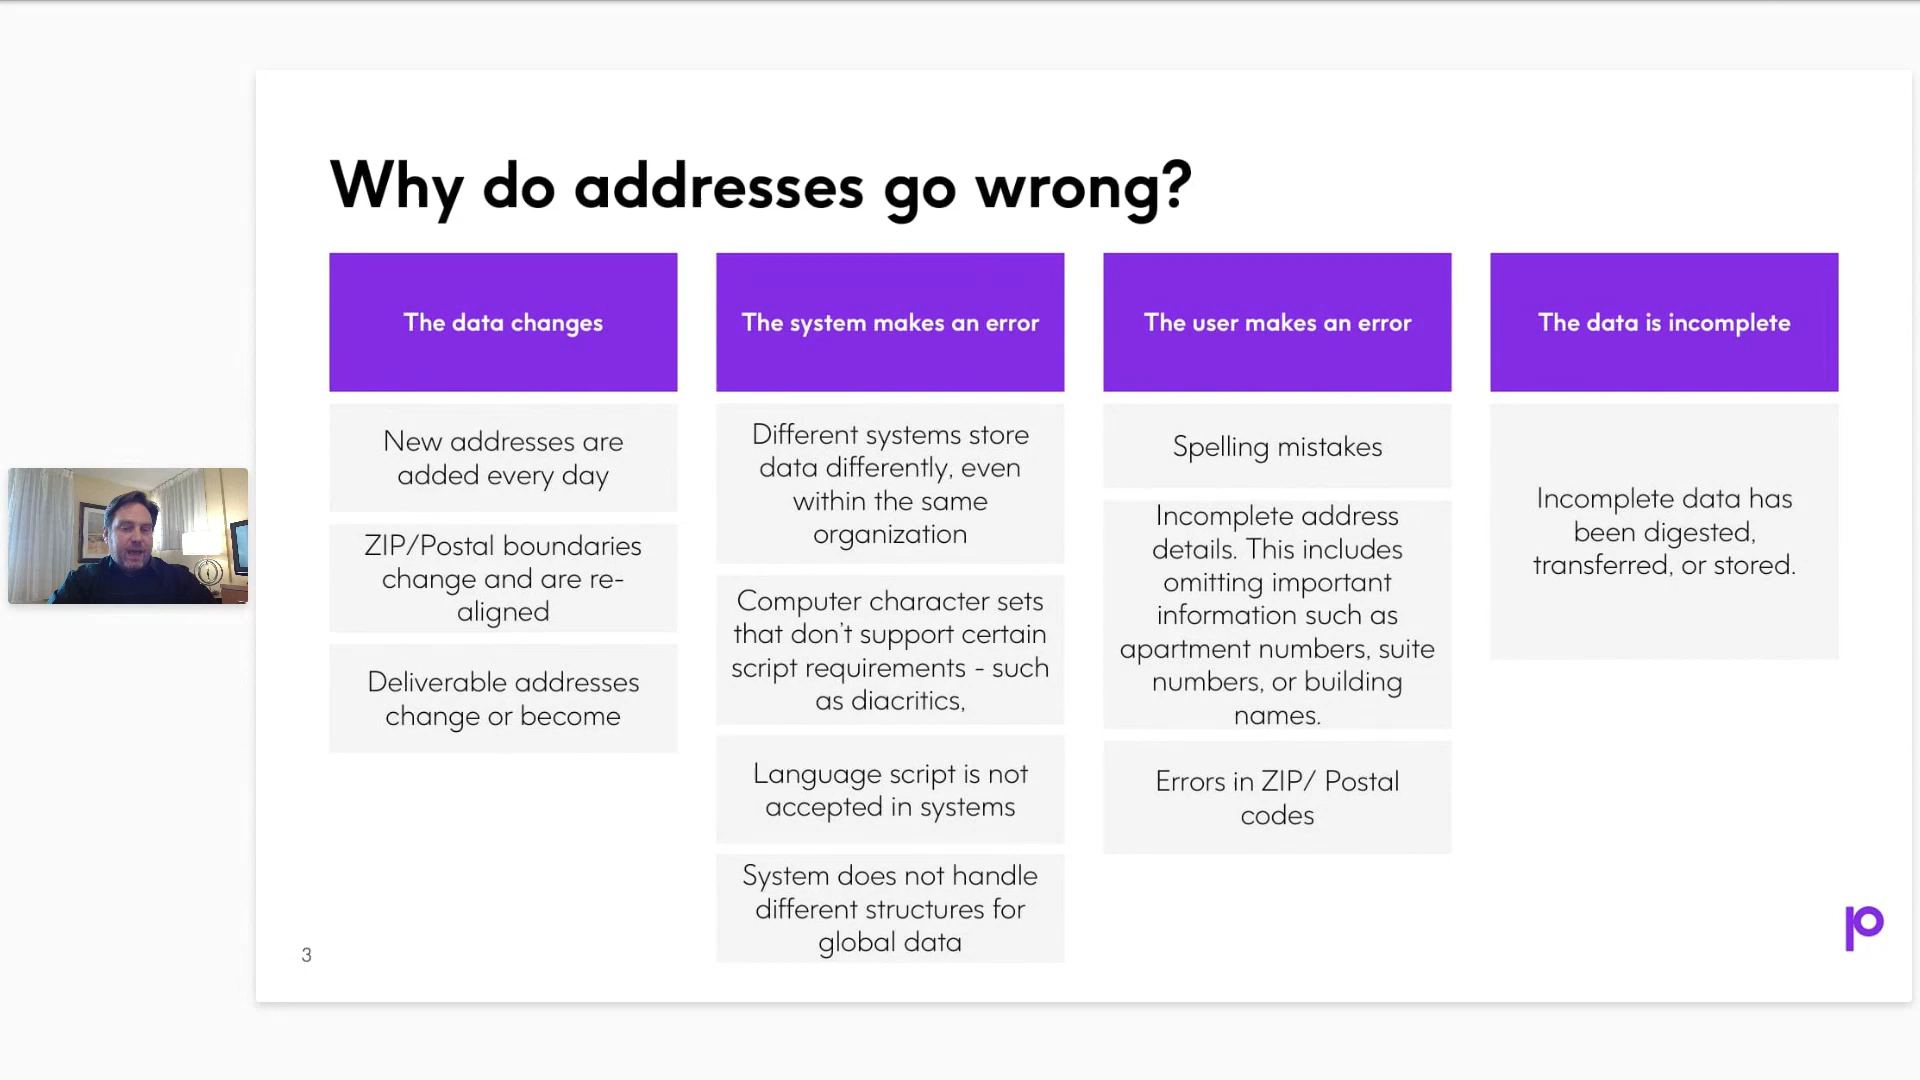 Why do addresses go wrong?
The data changes
New addresses are
added every day
ZIP/Postal boundaries
change and are re-
aligned
Deliverable addresses
change or become
The system makes an error
Different systems store
data differently, even
within the same
organization
Computer character sets
that don't support certain
script requirements - such
as diacritics,
Language script is not
accepted in systems
System does not handle
different structures for
global data
The user makes an error
Spelling mistakes
Incomplete address
details. This includes
omitting important
information such as
apartment numbers, suite
numbers, or building
names.
Errors in ZIP/ Postal
codes
The data is incomplete
Incomplete data has
been digested,
transferred, or stored.
3